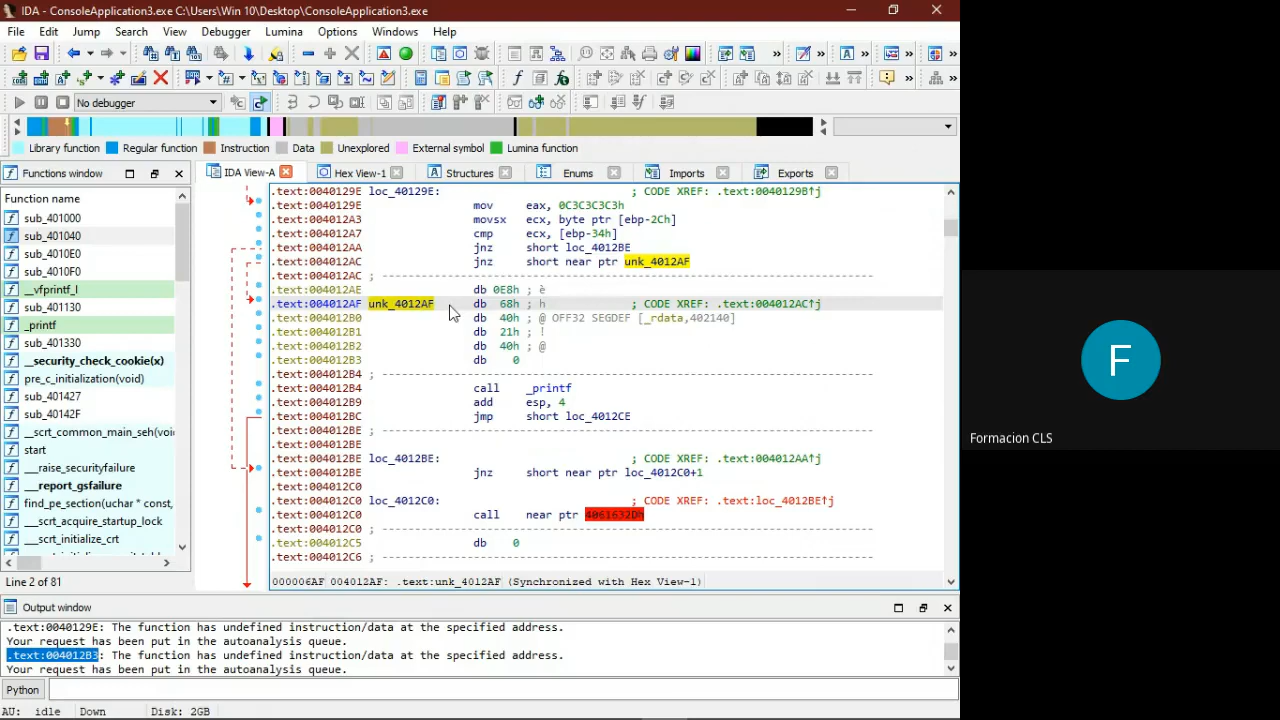 IDA - ConsoleApplication3.exe C:\Users\Win 10\Desktop\ConsoleApplication3.exe
File Edit Jump Search View Debugger Lumina Options Windows Help
No debugger
Library function Regular function Instruction Data Unexplored External symbol Lumina function
Functions window
IDA View-A Hex View-1 Structures Enums Imports Exports
Function name
sub_401000
sub_401040
sub_4010E0
sub_4010F0
__vfprintf_l
sub_401130
_printf
sub_401330
__security_check_cookie(x)
pre_c_initialization(void)
sub_401427
sub_40142F
__scrt_common_main_seh(voi
start
___raise_securityfailure
___report_gsfailure
find_pe_section(uchar * const,
___scrt_acquire_startup_lock
___scrt_initialize_crt
Line 2 of 81
.text:0040129E loc_40129E: ; CODE XREF: .text:0040129B↑j
.text:0040129E mov eax, 0C3C3C3C3h
.text:004012A3 movsx ecx, byte ptr [ebp-2Ch]
.text:004012A7 cmp ecx, [ebp-34h]
.text:004012AA jnz short loc_4012BE
.text:004012AC jnz short near ptr unk_4012AF
.text:004012AC ; ---------------------------------------------------------------------------
.text:004012AE db 0E8h ; è
.text:004012AF unk_4012AF db 68h ; h ; CODE XREF: .text:004012AC↑j
.text:004012B0 db 40h ; @ OFF32 SEGDEF [_rdata,402140]
.text:004012B1 db 21h ; !
.text:004012B2 db 40h ; @
.text:004012B3 db 0
.text:004012B4 ; ---------------------------------------------------------------------------
.text:004012B4 call _printf
.text:004012B9 add esp, 4
.text:004012BC jmp short loc_4012CE
.text:004012BE ; ---------------------------------------------------------------------------
.text:004012BE
.text:004012BE loc_4012BE: ; CODE XREF: .text:004012AA↑j
.text:004012BE jnz short near ptr loc_4012C0+1
.text:004012C0
.text:004012C0 loc_4012C0: ; CODE XREF: .text:loc_4012BE↑j
.text:004012C0 call near ptr 4061632Dh
.text:004012C0 ; ---------------------------------------------------------------------------
.text:004012C5 db 0
.text:004012C6 ; ---------------------------------------------------------------------------
000006AF 004012AF: .text:unk_4012AF (Synchronized with Hex View-1)
Output window
.text:0040129E: The function has undefined instruction/data at the specified address.
Your request has been put in the autoanalysis queue.
.text:004012B3: The function has undefined instruction/data at the specified address.
Your request has been put in the autoanalysis queue.
Python
AU: idle Down Disk: 2GB
F
Formacion CLS